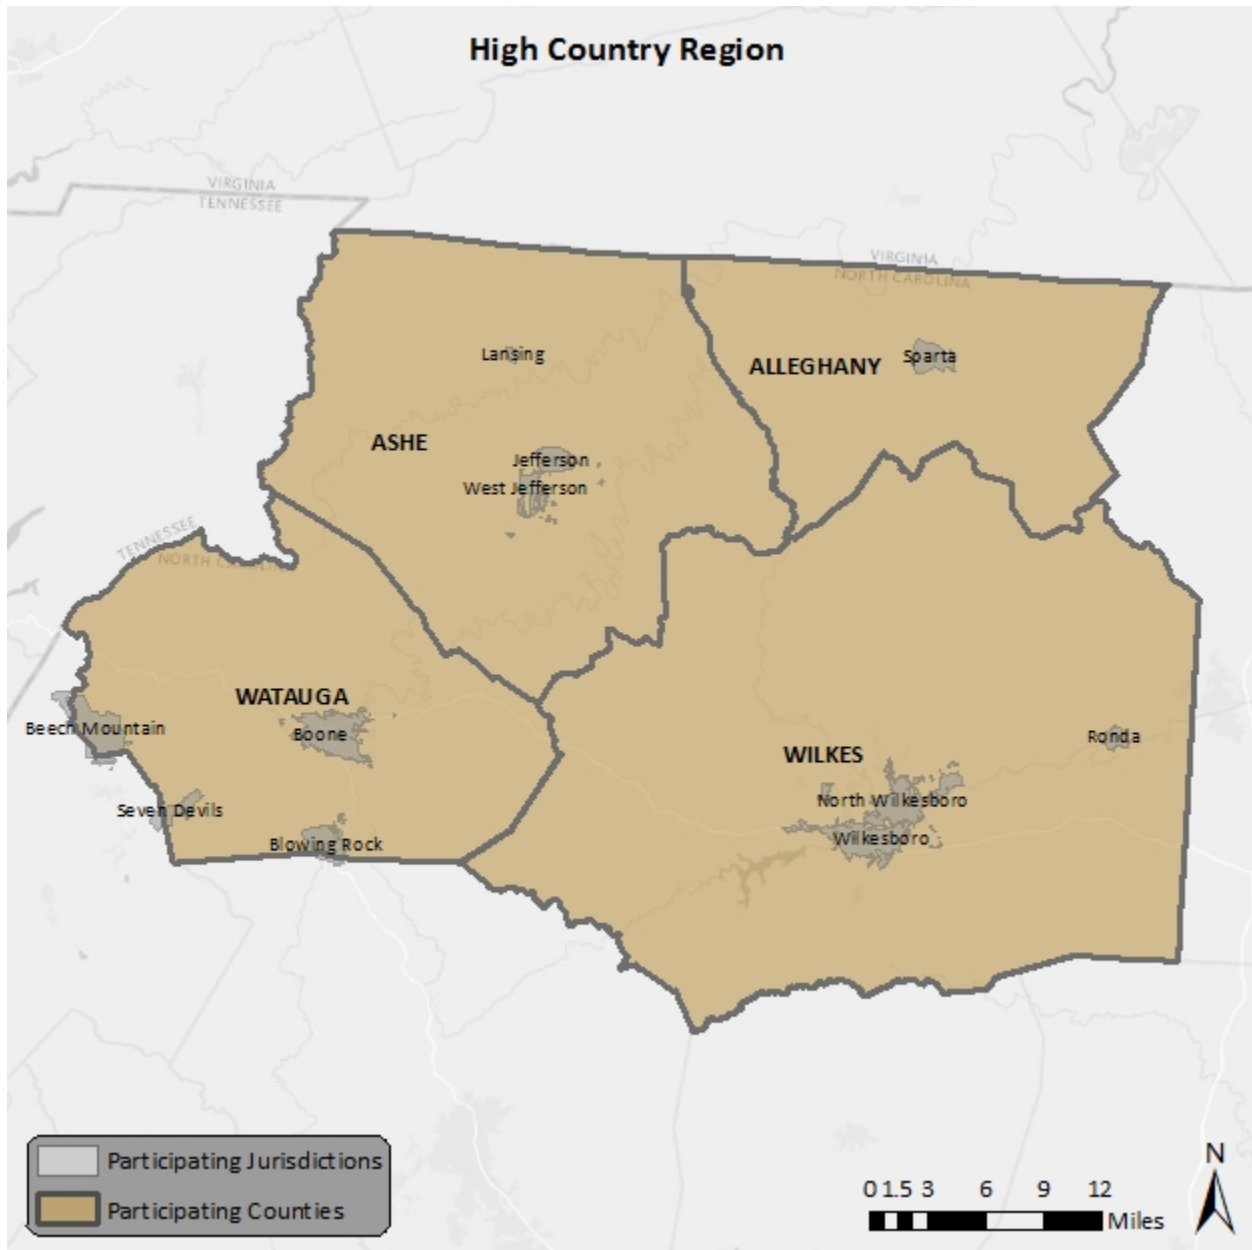 High Country Region
VIRGINIA
TENNESSEE
VIRGINIA
NORTH CAROLINA
Lansing
ALLEGHANY
Sparta
ASHE
Jefferson
West Jefferson
TENNESSEE
NORTH CAROLINA
WATAUGA
Beech Mountain
Boone
Ronda
WILKES
North Wilkesboro
Seven Devils
Wilkesboro
Blowing Rock
Participating Jurisdictions
Participating Counties
N
0 1.5 3 6 9 12
Miles